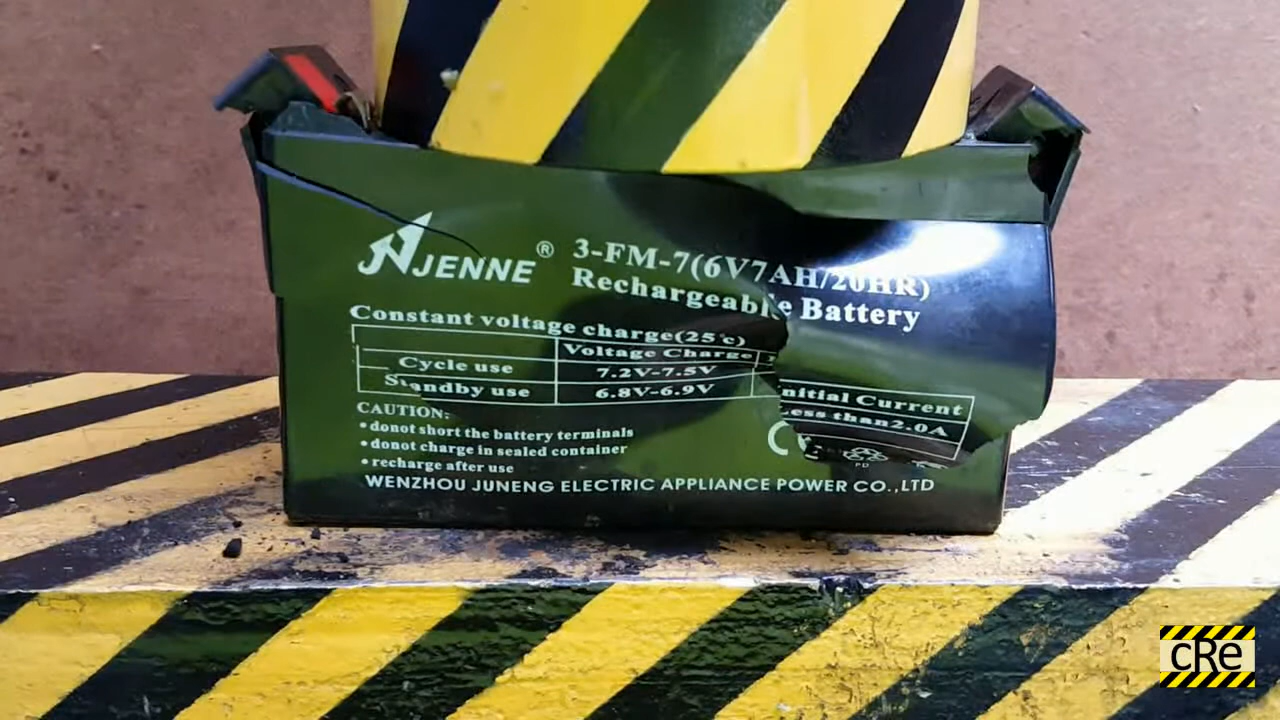 JENNE®
3-FM-7(6V7AH/20HR)
Rechargeable Battery
Constant voltage charge(25°c)
Voltage Charge
Initial Current
Cycle use
7.2V-7.5V
Less than2.0A
Standby use
6.8V-6.9V
CAUTION:
•donot short the battery terminals
•donot charge in sealed container
•recharge after use
WENZHOU JUNENG ELECTRIC APPLIANCE POWER CO.,LTD
cRe